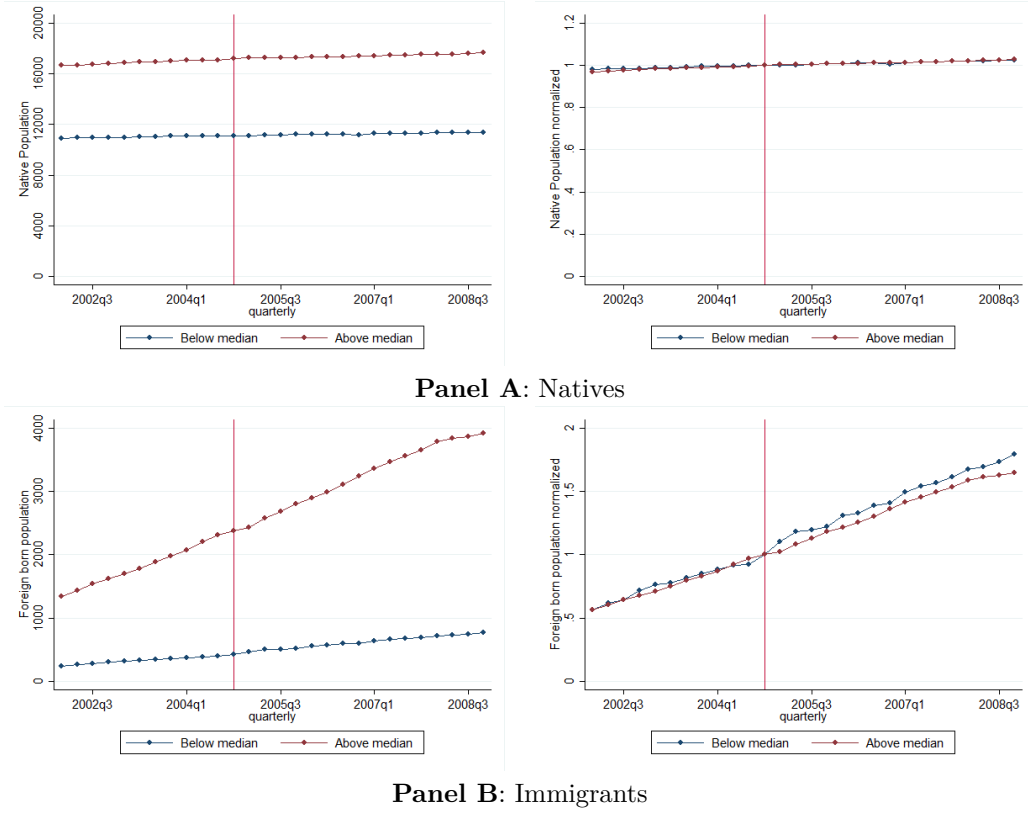 Native Population
20000
16000
12000
8000
4000
0
2002q3 2004q1 2005q3 2007q1 2008q3
quarterly
Below median Above median
Native Population normalized
1.2
1
.8
.6
.4
.2
0
2002q3 2004q1 2005q3 2007q1 2008q3
quarterly
Below median Above median
Panel A: Natives
Foreign born population
4000
3000
2000
1000
0
2002q3 2004q1 2005q3 2007q1 2008q3
quarterly
Below median Above median
Foreign born population normalized
2
1.5
1
.5
0
2002q3 2004q1 2005q3 2007q1 2008q3
quarterly
Below median Above median
Panel B: Immigrants